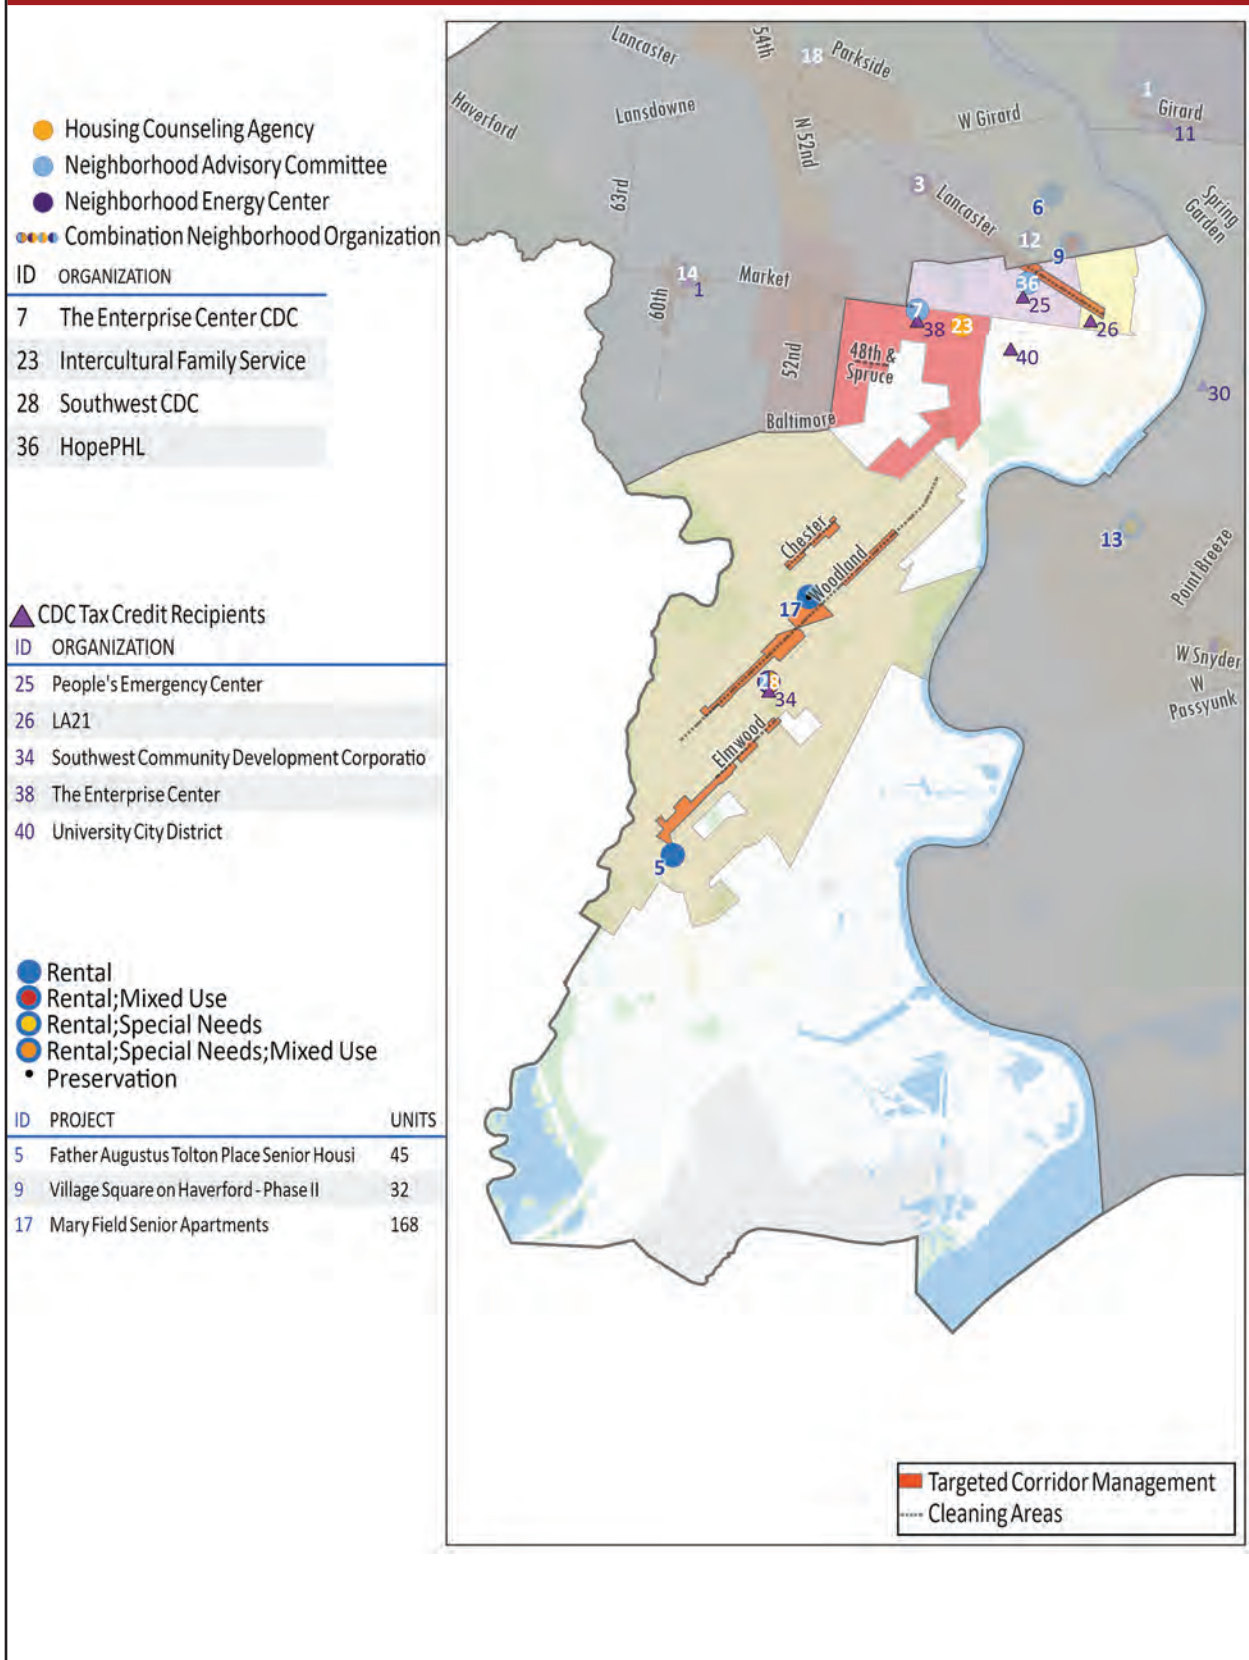 Housing Counseling Agency
Neighborhood Advisory Committee
Neighborhood Energy Center
Combination Neighborhood Organization
ID ORGANIZATION
7 The Enterprise Center CDC
23 Intercultural Family Service
28 Southwest CDC
36 HopePHL
CDC Tax Credit Recipients
ID ORGANIZATION
25 People's Emergency Center
26 LA21
34 Southwest Community Development Corporatio
38 The Enterprise Center
40 University City District
Rental
Rental;Mixed Use
Rental;Special Needs
Rental;Special Needs;Mixed Use
Preservation
ID PROJECT UNITS
5 Father Augustus Tolton Place Senior Housi 45
9 Village Square on Haverford - Phase II 32
17 Mary Field Senior Apartments 168
Lancaster
54th
18
Parkside
Haverford
Lansdowne
N 52nd
W Girard
1
Girard
11
63rd
3
Lancaster
6
Spring
Garden
12
9
14
1
Market
60th
36
25
7
38
23
26
40
52nd
48th &
Spruce
30
Baltimore
Chester
Woodland
17
13
Point Breeze
28
34
W Snyder
W
Passyunk
Elmwood
5
Targeted Corridor Management
Cleaning Areas